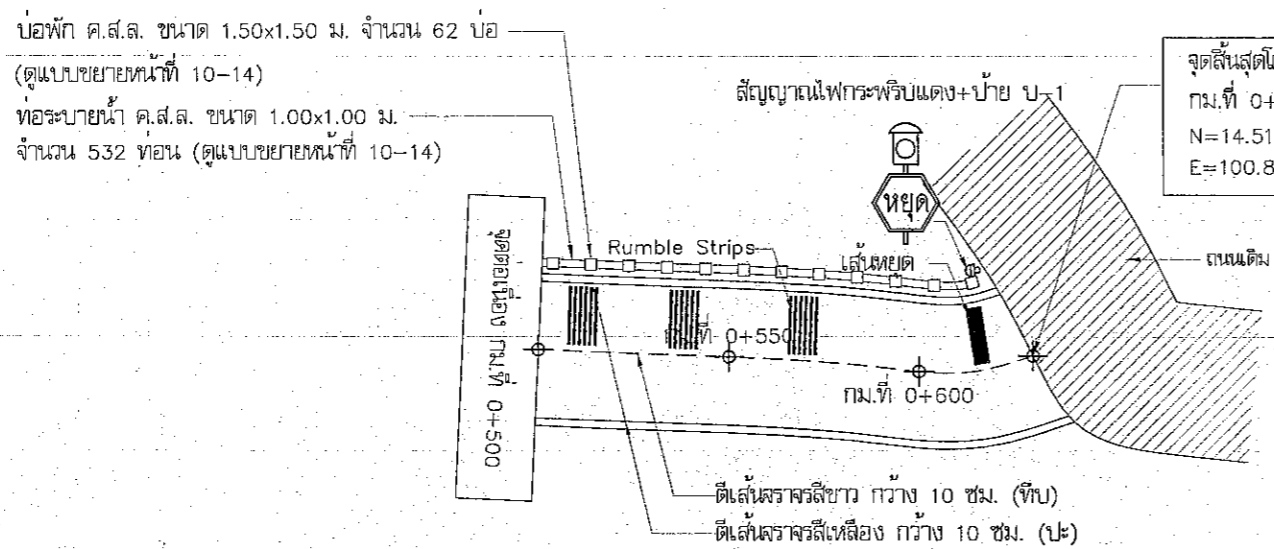 บ่อพัก ค.ส.ล. ขนาด 1.50x1.50 ม. จำนวน 62 บ่อ
(ดูแบบขยายหน้าที่ 10-14)
ท่อระบายน้ำ ค.ส.ล. ขนาด 1.00x1.00 ม.
จำนวน 532 ท่อน (ดูแบบขยายหน้าที่ 10-14)
สัญญาณไฟกระพริบแดง+ป้าย บ-1
จุดสิ้นสุดโ
กม.ที่ 0+
N=14.51
E=100.8
หยุด
Rumble Strips
เส้นหยุด
ถนนเดิม
จุดต่อเนื่อง กม.ที่ 0+500
กม.ที่ 0+550
กม.ที่ 0+600
ตีเส้นจราจรสีขาว กว้าง 10 ซม. (ทึบ)
ตีเส้นจราจรสีเหลือง กว้าง 10 ซม. (ปะ)